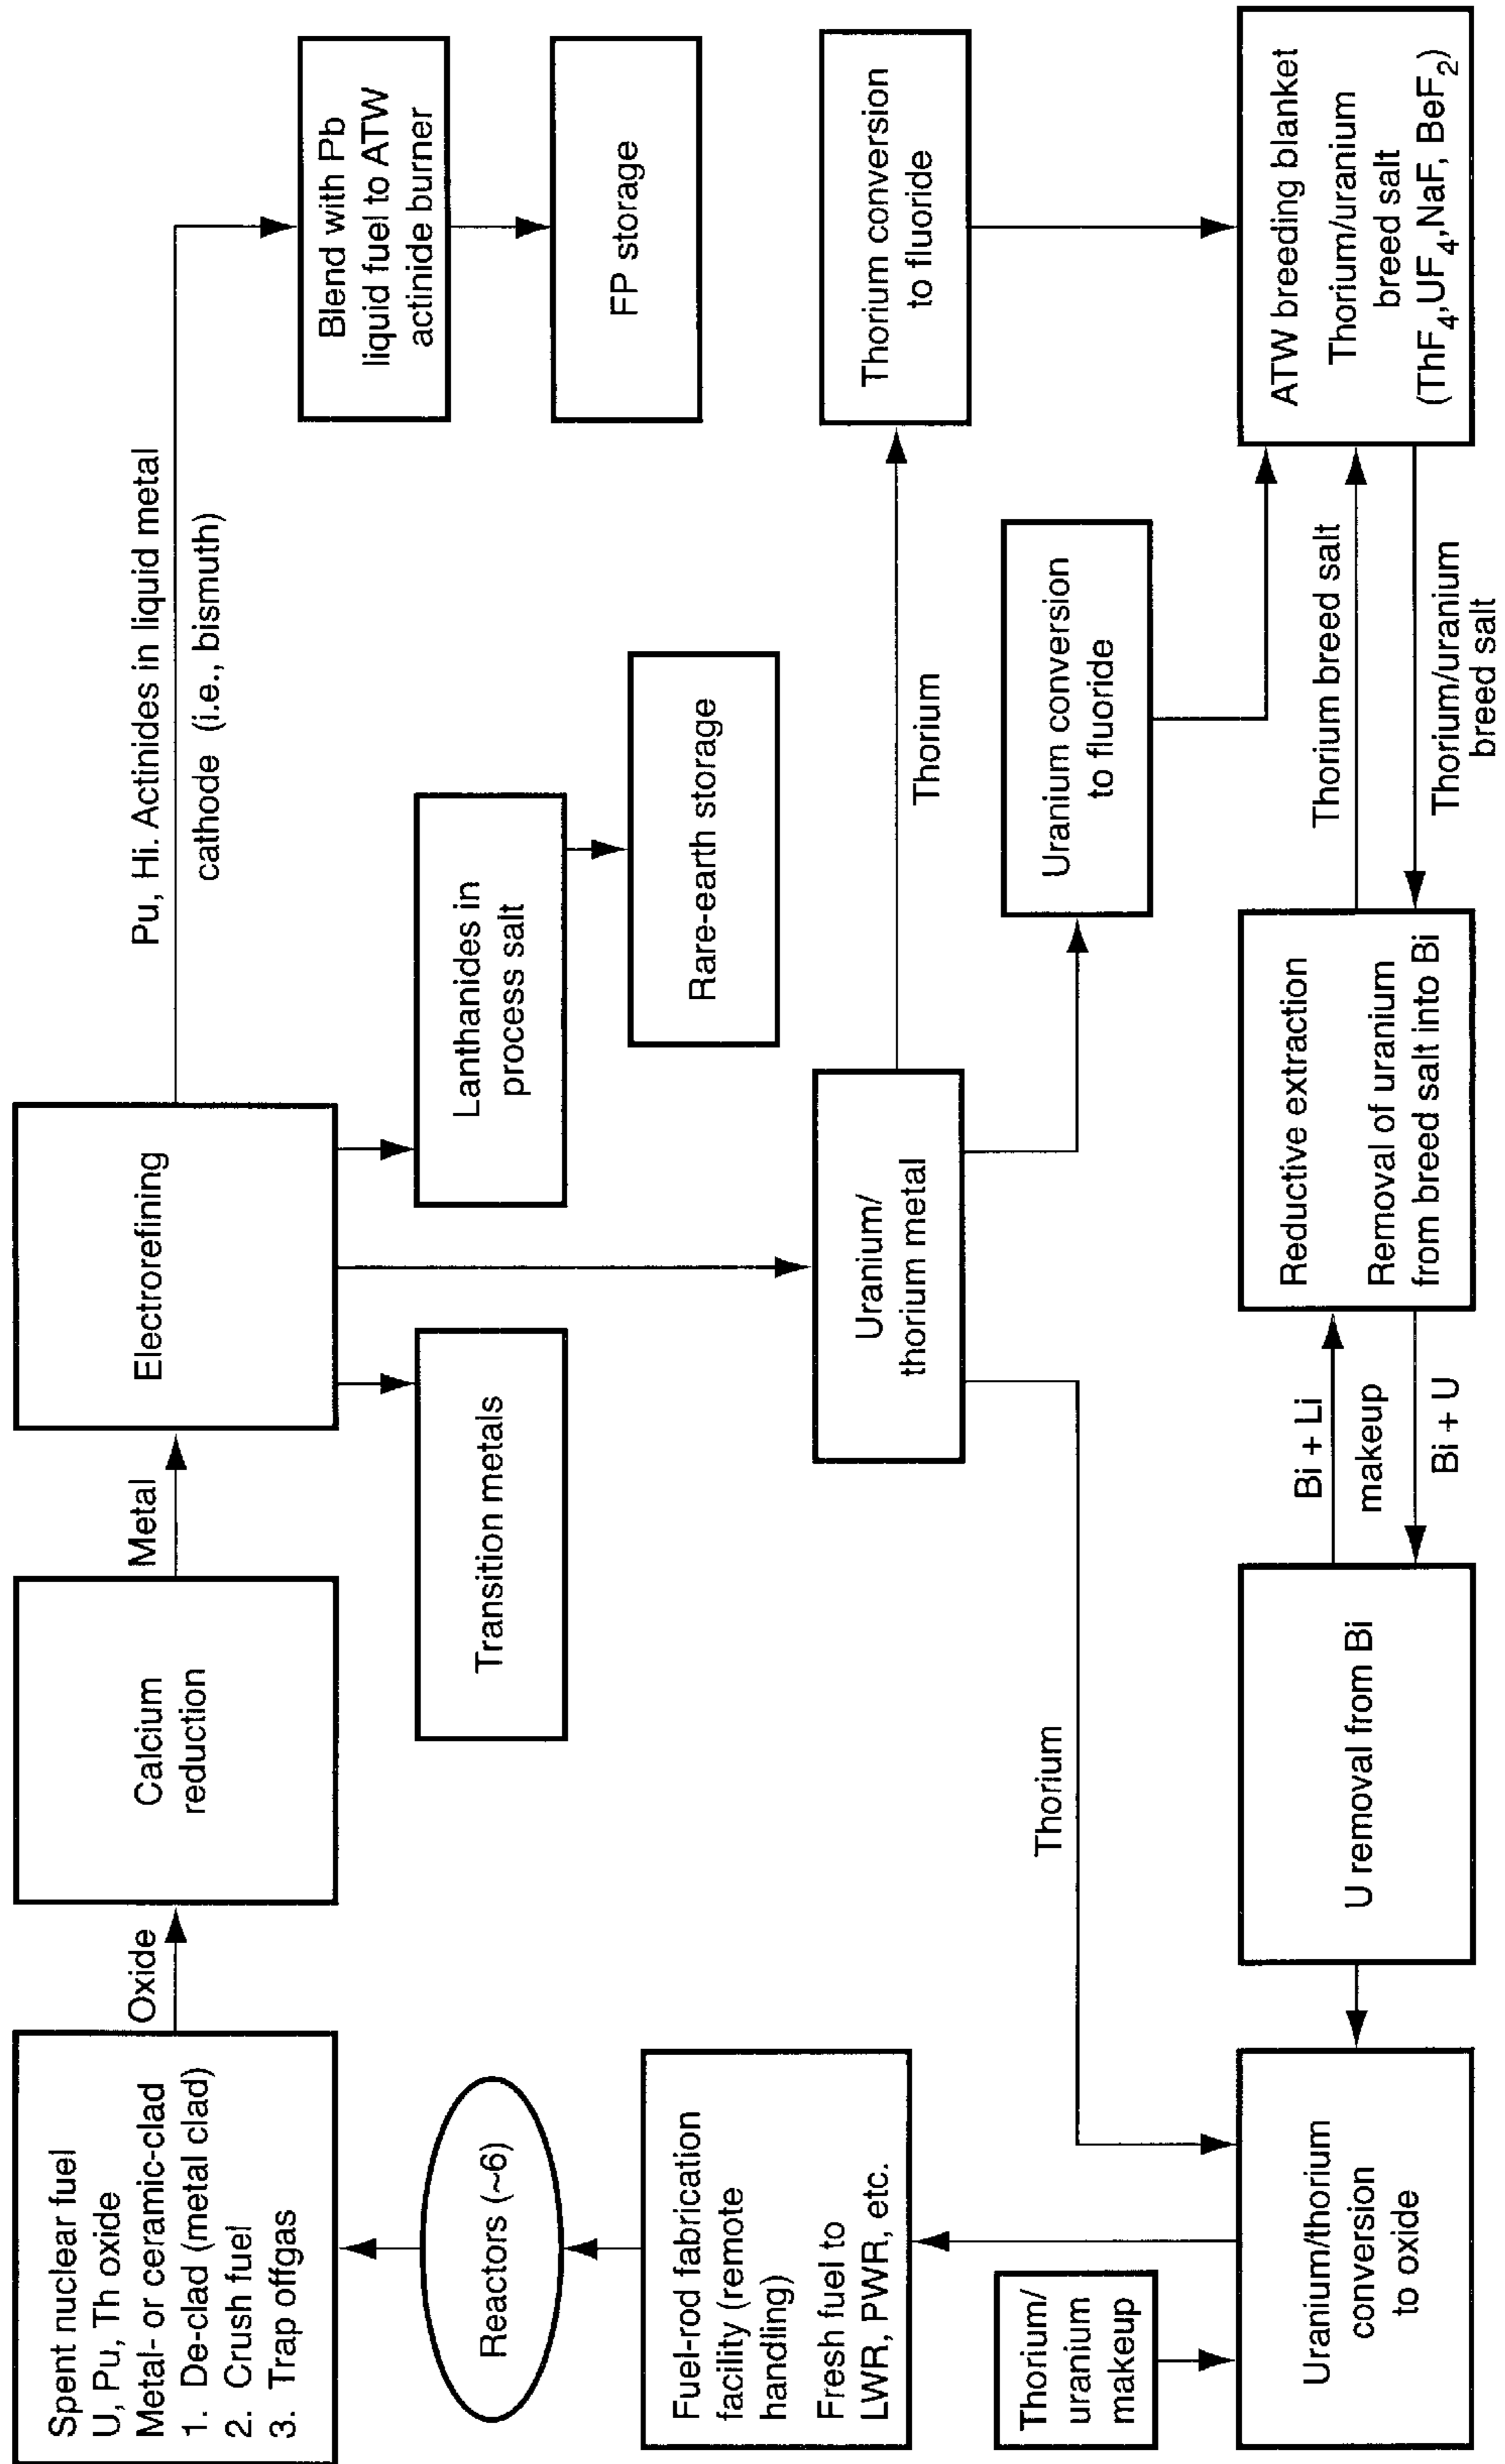 Spent nuclear fuel
U, Pu, Th oxide
Metal- or ceramic-clad
1. De-clad (metal clad)
2. Crush fuel
3. Trap offgas
Oxide
Calcium
reduction-
Metal
Electrorefining
Pu, Hi. Actinides in liquid metal
cathode (i.e., bismuth)
Blend with Pb
liquid fuel to ATW
actinide burner
FP storage
Reactors (~6)
Transition metals
Lanthanides in
process salt
Rare-earth storage
Fuel-rod fabrication
facility (remote
handling)
Fresh fuel to
LWR, PWR, etc.
Uranium/
thorium metal
Thorium
Thorium conversion
to fluoride
Thorium
Uranium conversion
to fluoride
Thorium/
uranium
makeup
Uranium/thorium
conversion
to oxide
U removal from Bi
Bi + Li
makeup
Bi + U
Reductive extraction
Removal of uranium
from breed salt into Bi
Thorium breed salt
Thorium/uranium
breed salt
ATW breeding blanket
Thorium/uranium
breed salt
(ThF4,UF4,NaF, BeF2)